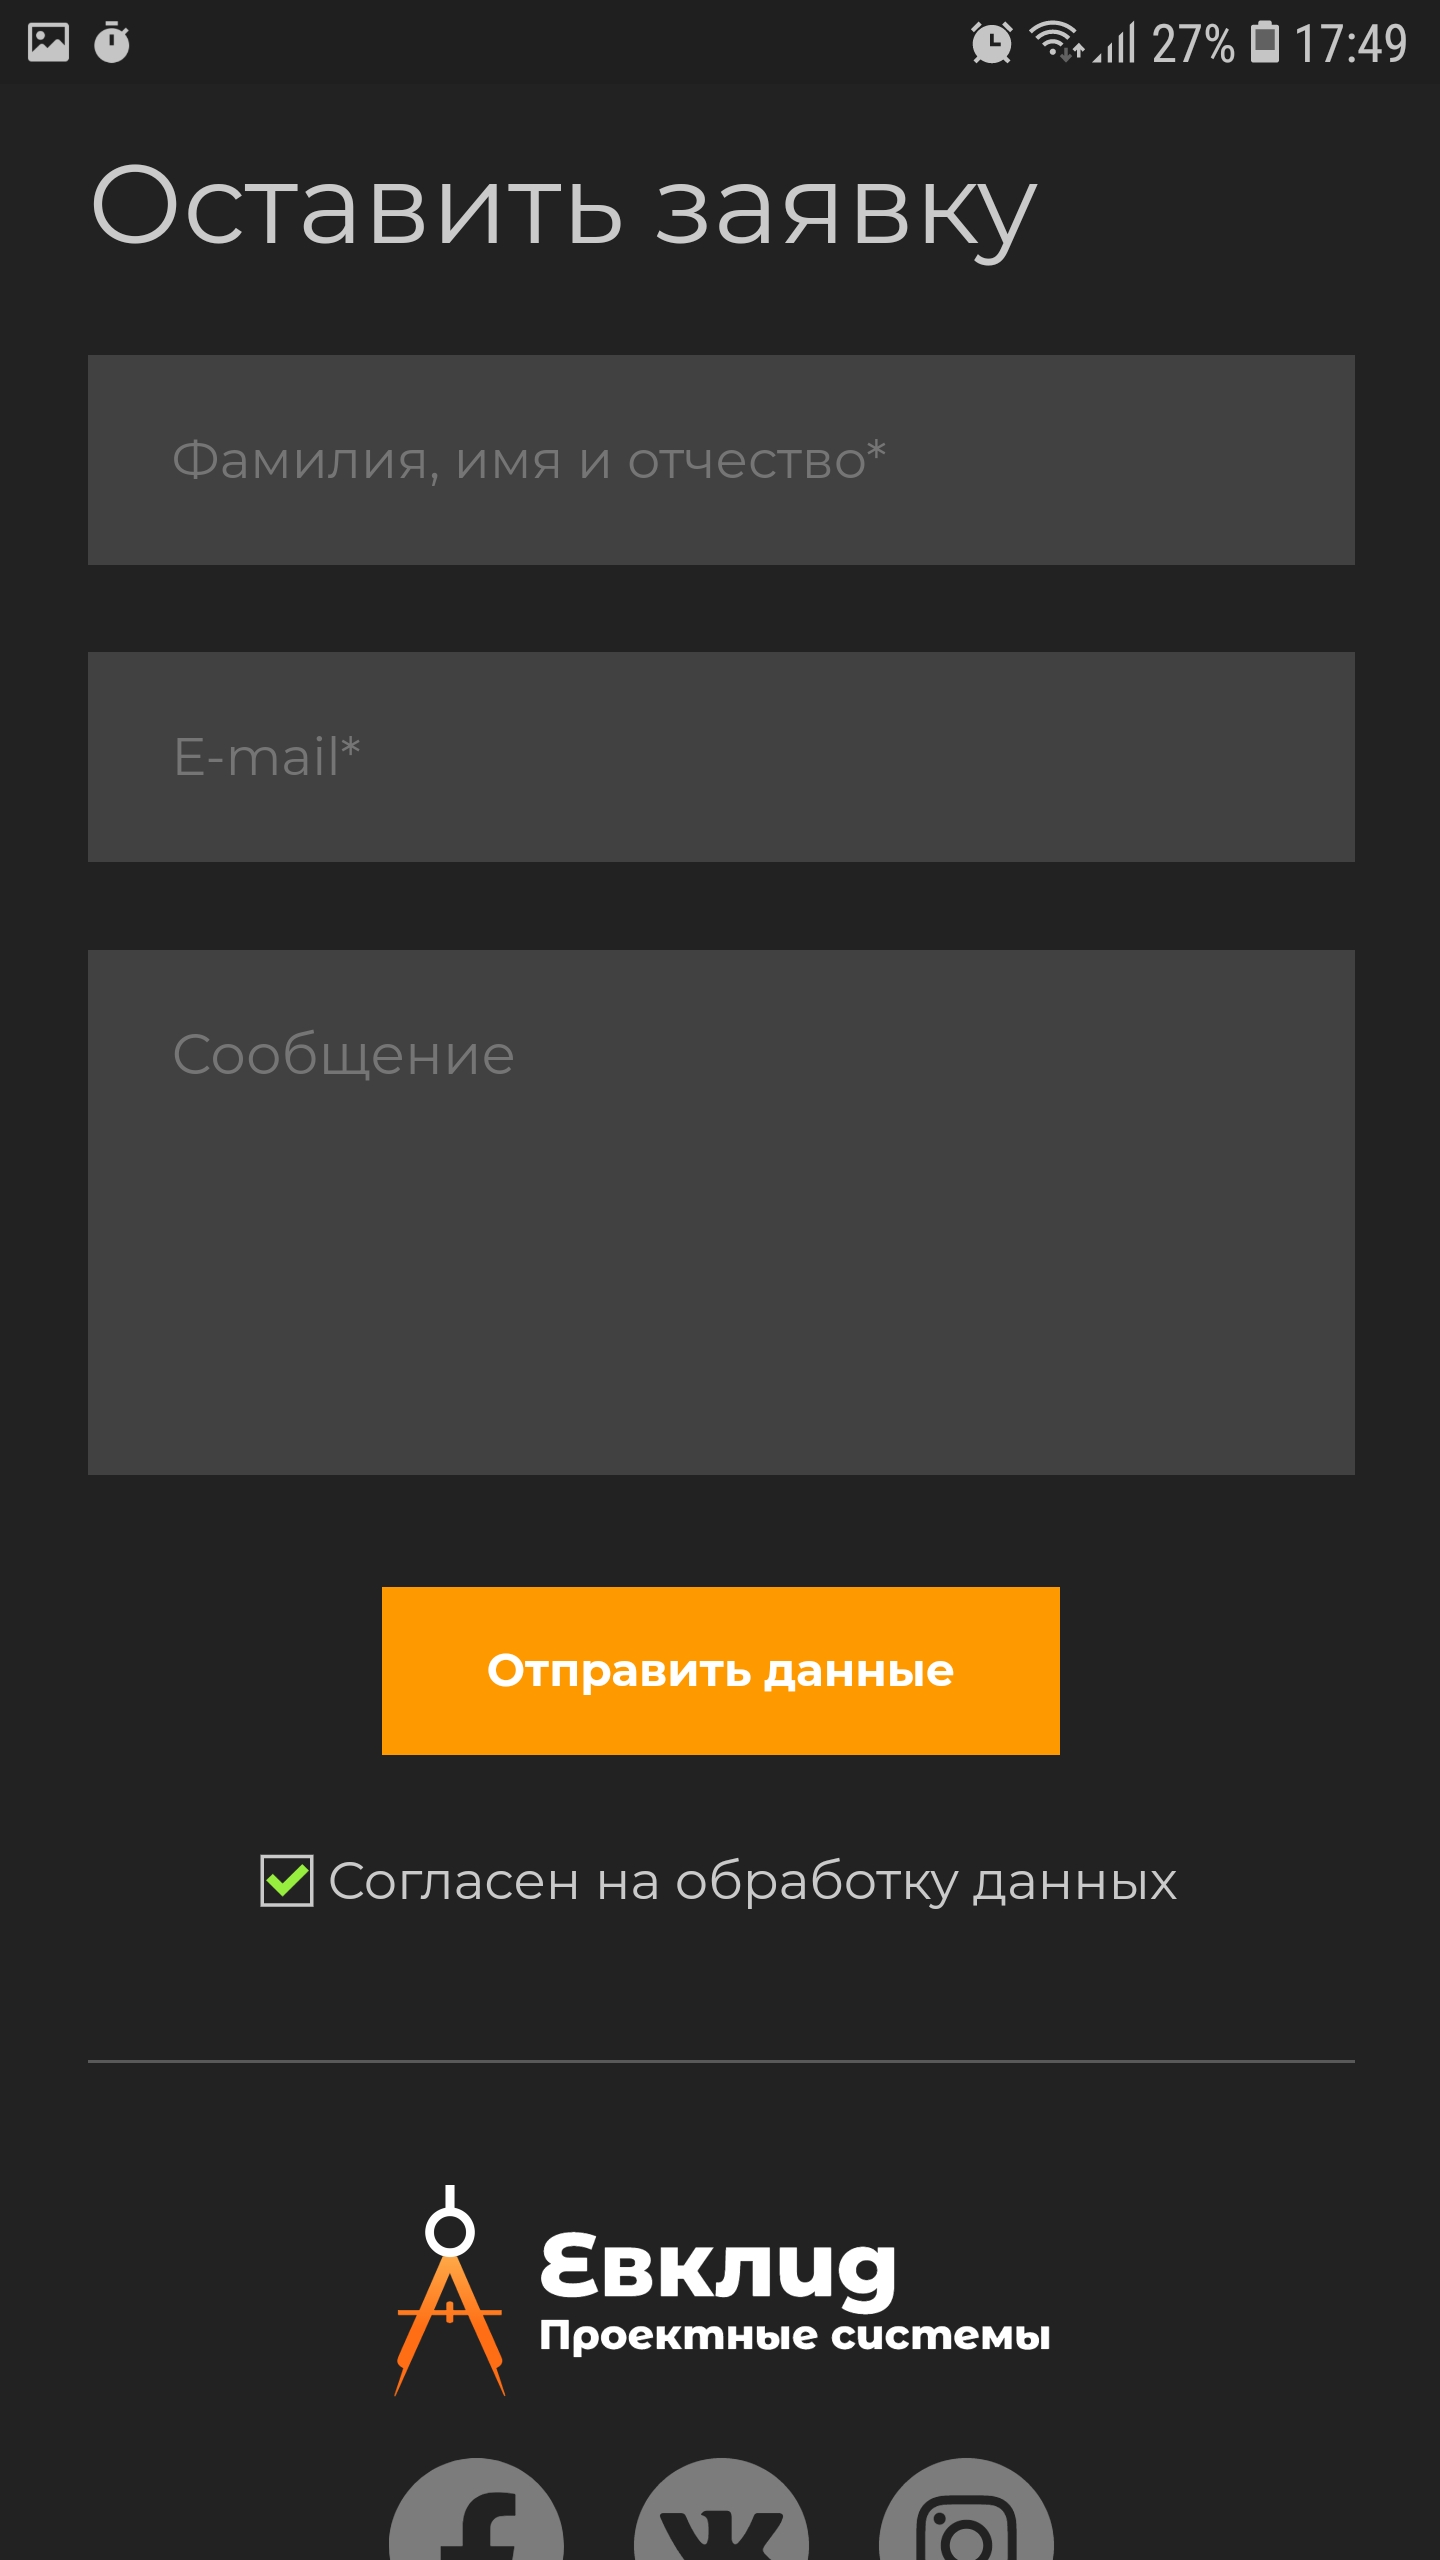 27% 17:49
Оставить заявку
Фамилия, имя и отчество*
E-mail*
Сообщение
Отправить данные
Согласен на обработку данных
Евклид
Проектные системы